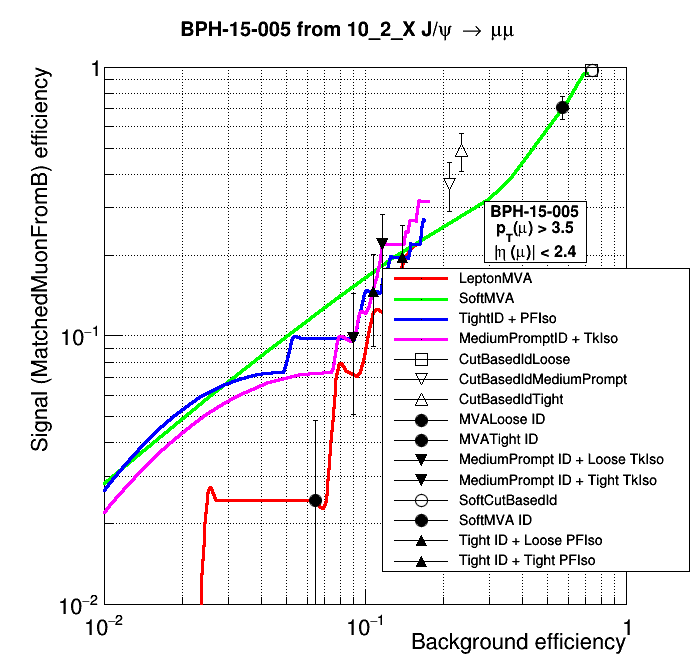 BPH-15-005 from 10_2_X J/ψ → μμ
Signal (MatchedMuonFromB) efficiency
1
10⁻¹
10⁻²
10⁻²
10⁻¹
1
Background efficiency
BPH-15-005
p_T(μ) > 3.5
|η (μ)| < 2.4
LeptonMVA
SoftMVA
TightID + PFIso
MediumPromptID + TkIso
CutBasedIdLoose
CutBasedIdMediumPrompt
CutBasedIdTight
MVALoose ID
MVATight ID
MediumPrompt ID + Loose TkIso
MediumPrompt ID + Tight TkIso
SoftCutBasedId
SoftMVA ID
Tight ID + Loose PFIso
Tight ID + Tight PFIso